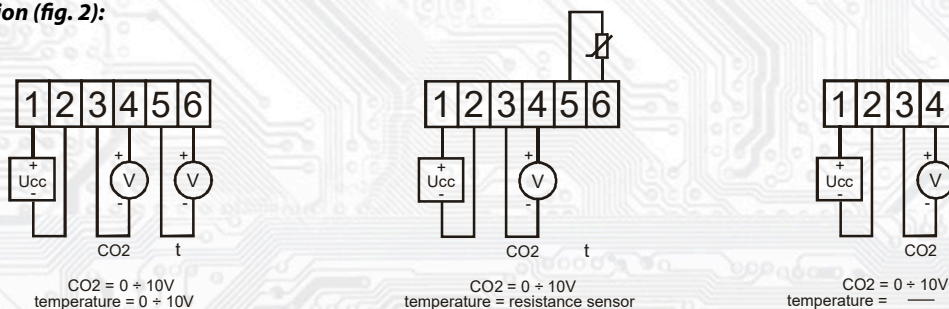 ion (fig. 2):
1 2 3 4 5 6
+ Ucc -
+ V -
+ V -
CO2 t
CO2 = 0 ÷ 10V
temperature = 0 ÷ 10V
1 2 3 4 5 6
+ Ucc -
+ V -
CO2 t
CO2 = 0 ÷ 10V
temperature = resistance sensor
1 2 3 4
+ Ucc -
+ V -
CO2
CO2 = 0 ÷ 10V
temperature = —